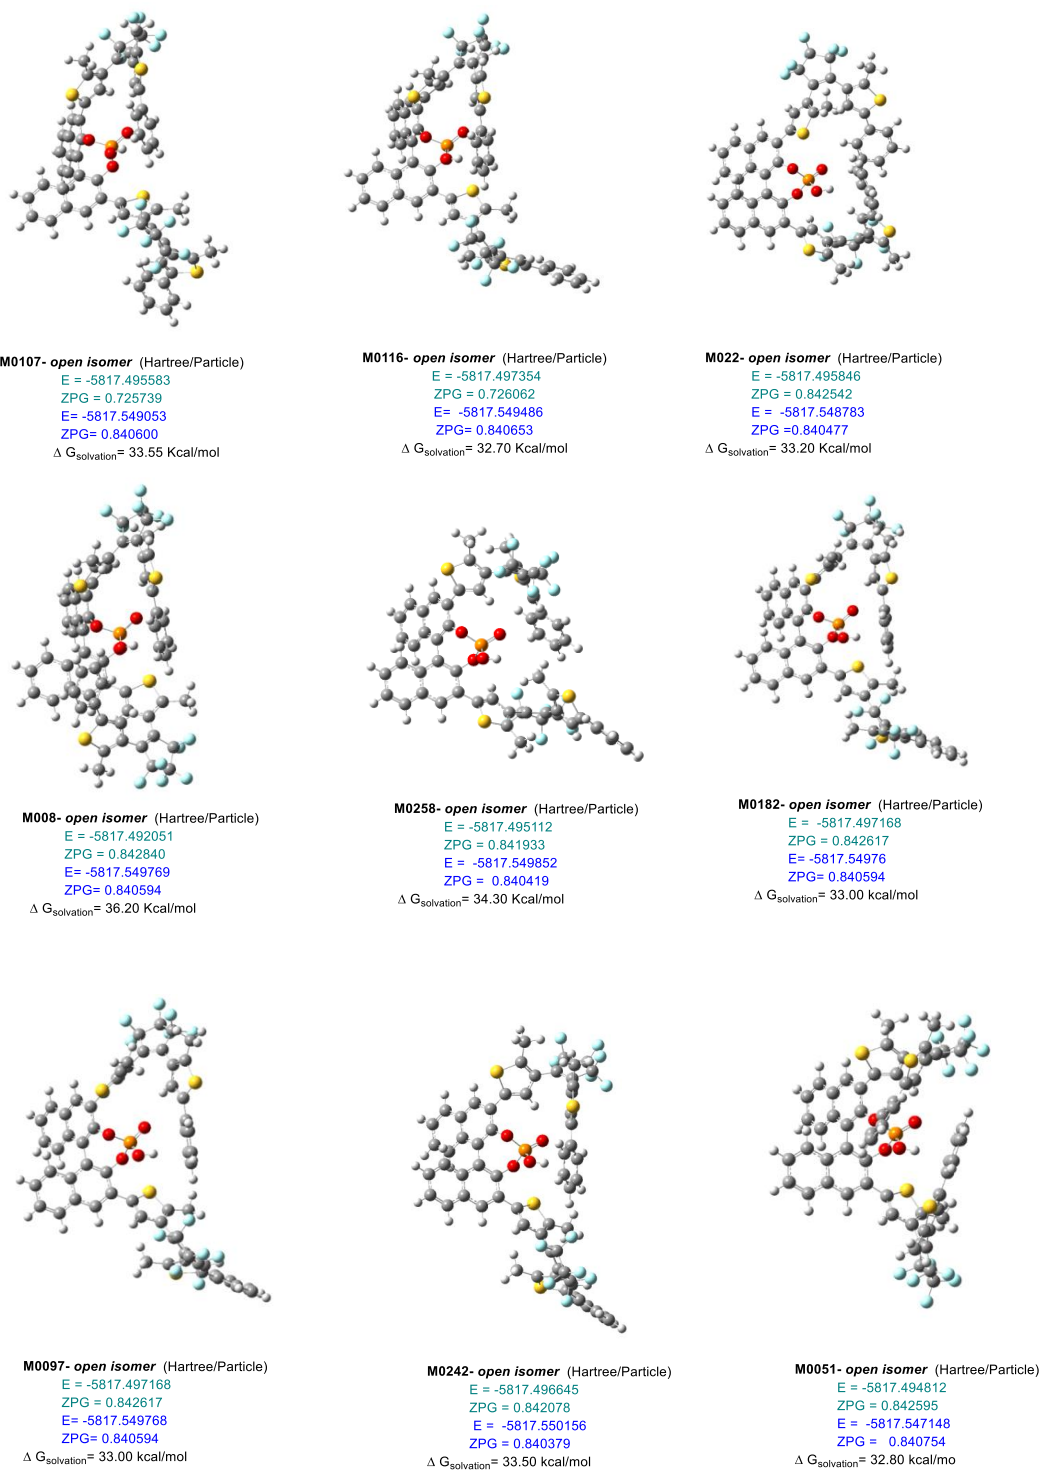 M0107- open isomer (Hartree/Particle)
E = -5817.495583
ZPG = 0.725739
E= -5817.549053
ZPG= 0.840600
Δ Gsolvation= 33.55 Kcal/mol
M0116- open isomer (Hartree/Particle)
E = -5817.497354
ZPG = 0.726062
E= -5817.549486
ZPG= 0.840653
Δ Gsolvation= 32.70 Kcal/mol
M022- open isomer (Hartree/Particle)
E = -5817.495846
ZPG = 0.842542
E = -5817.548783
ZPG =0.840477
Δ Gsolvation= 33.20 Kcal/mol
M008- open isomer (Hartree/Particle)
E = -5817.492051
ZPG = 0.842840
E= -5817.549769
ZPG= 0.840594
Δ Gsolvation= 36.20 Kcal/mol
M0258- open isomer (Hartree/Particle)
E = -5817.495112
ZPG = 0.841933
E = -5817.549852
ZPG = 0.840419
Δ Gsolvation= 34.30 Kcal/mol
M0182- open isomer (Hartree/Particle)
E = -5817.497168
ZPG = 0.842617
E= -5817.54976
ZPG= 0.840594
Δ Gsolvation= 33.00 kcal/mol
M0097- open isomer (Hartree/Particle)
E = -5817.497168
ZPG = 0.842617
E= -5817.549768
ZPG= 0.840594
Δ Gsolvation= 33.00 kcal/mol
M0242- open isomer (Hartree/Particle)
E = -5817.496645
ZPG = 0.842078
E = -5817.550156
ZPG = 0.840379
Δ Gsolvation= 33.50 kcal/mol
M0051- open isomer (Hartree/Particle)
E = -5817.494812
ZPG = 0.842595
E = -5817.547148
ZPG = 0.840754
Δ Gsolvation= 32.80 kcal/mo